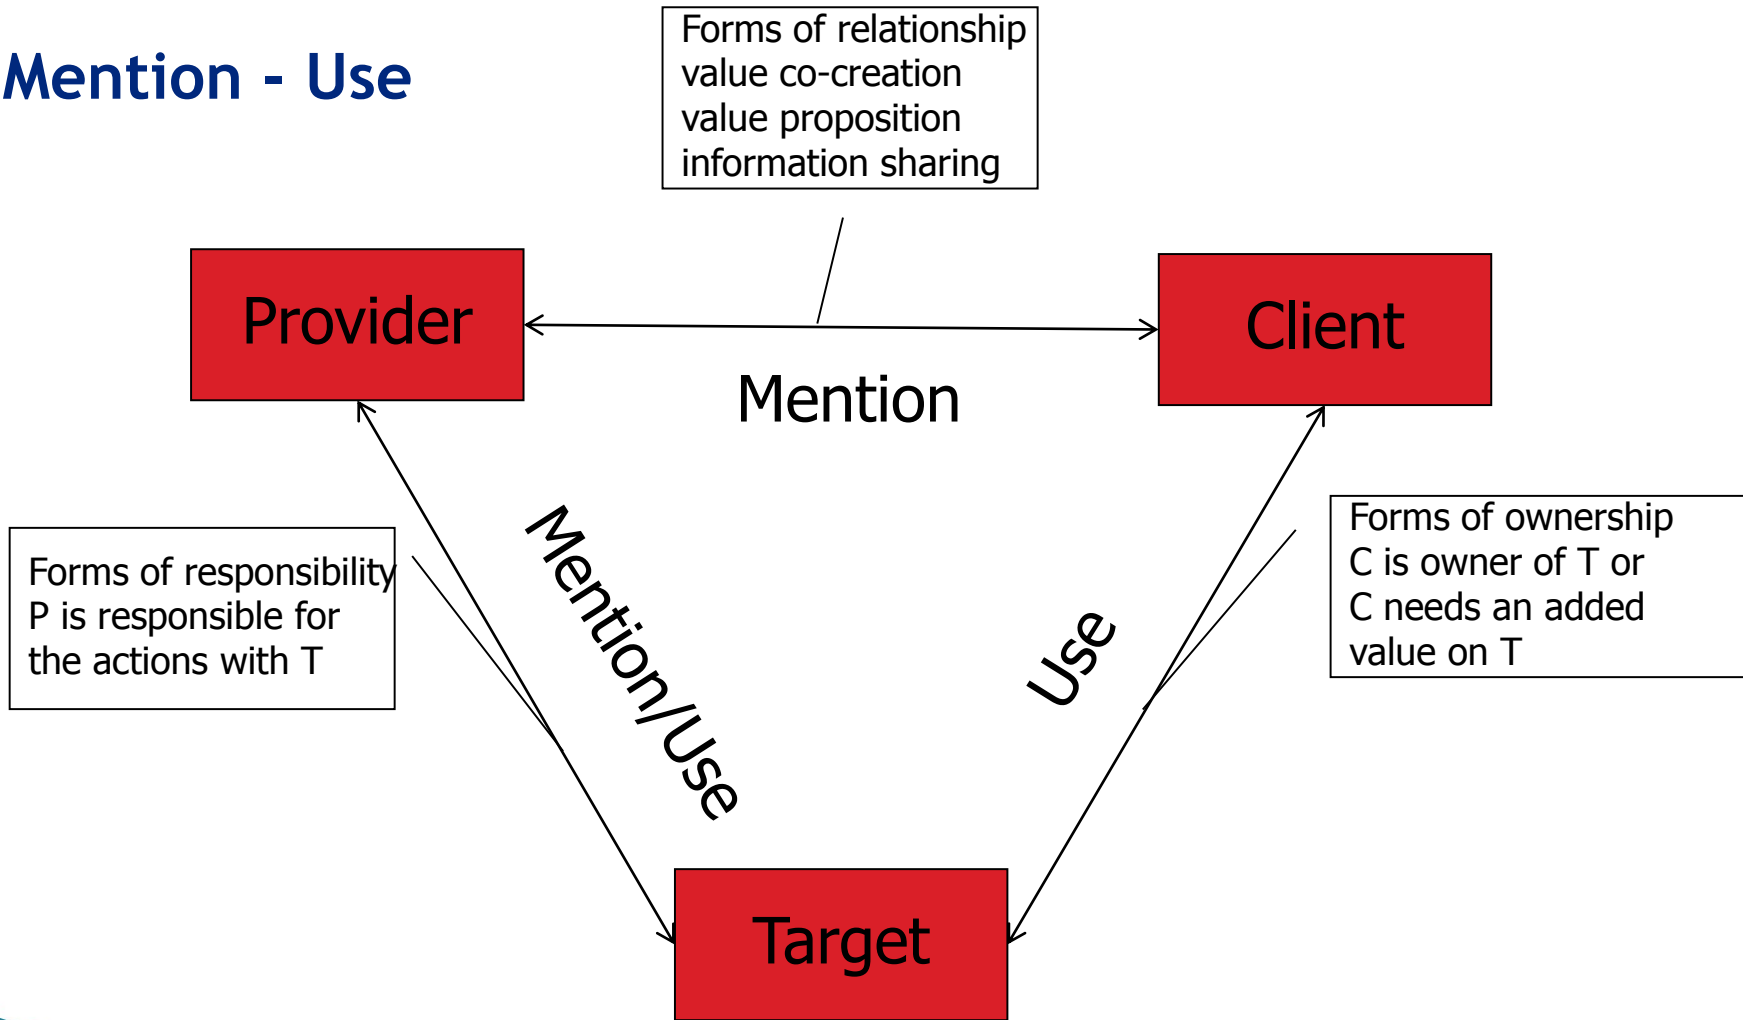 Mention - Use
Forms of relationship
value co-creation
value proposition
information sharing
Provider
Client
Mention
Forms of responsibility
P is responsible for
the actions with T
Mention/Use
Use
Forms of ownership
C is owner of T or
C needs an added
value on T
Target